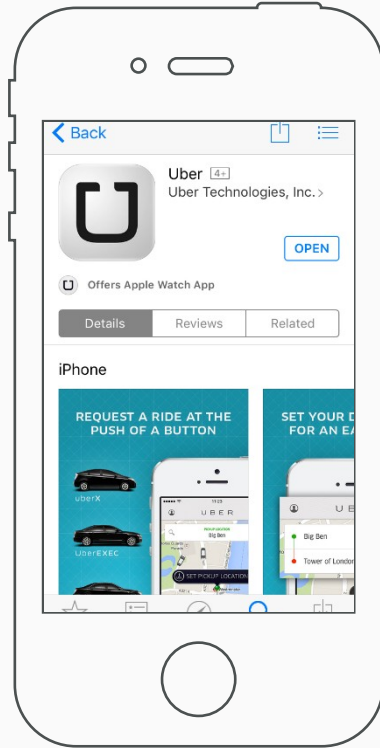 Back
Uber 4+
Uber Technologies, Inc.
OPEN
Offers Apple Watch App
Details Reviews Related
iPhone
REQUEST A RIDE AT THE
PUSH OF A BUTTON
uberX
UberEXEC
UBER
PICKUP LOCATION
Big Ben
SET PICKUP LOCATION
SET YOUR D
FOR AN EA
U B E
Big Ben
Tower of London